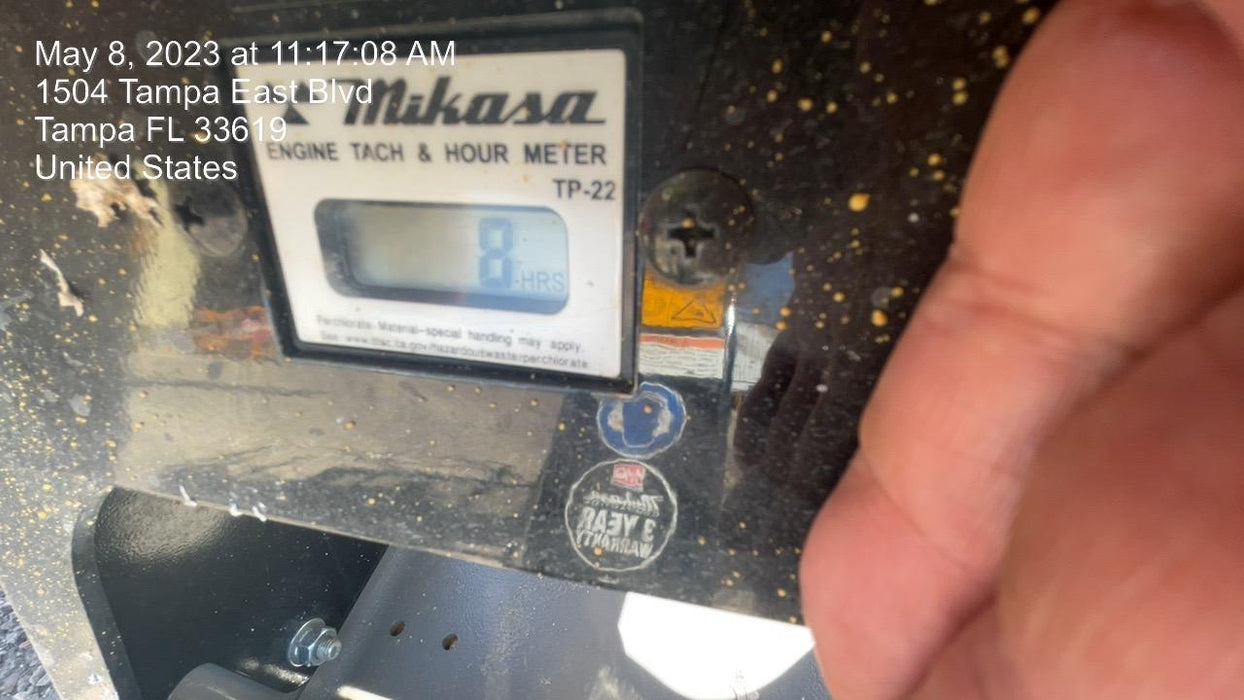 May 8, 2023 at 11:17:08 AM
1504 Tampa East Blvd
Tampa FL 33619
United States
Mikasa
ENGINE TACH & HOUR METER
TP-22
8 HRS
Perchlorate Material-special handling may apply.
Mikasa
3 YEAR
WARRANTY